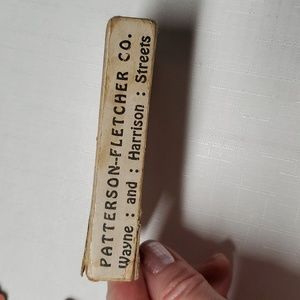 PATTERSON--FLETCHER CO.
Wayne : and : Harrison : Streets